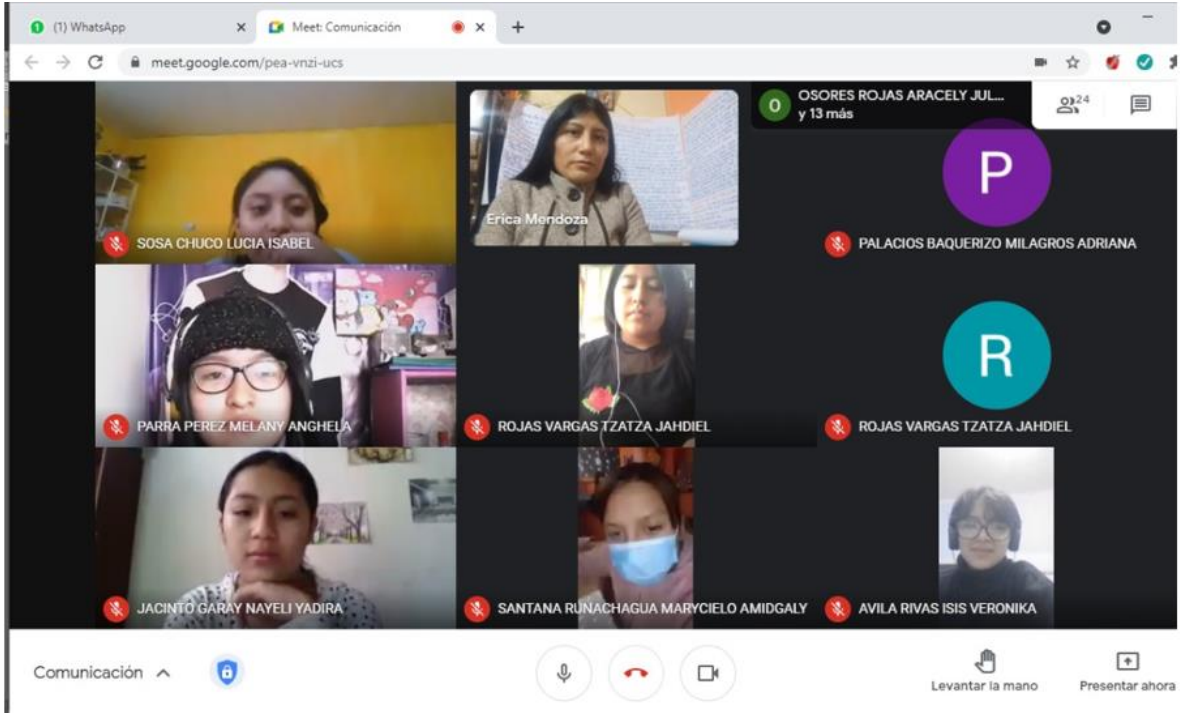 (1) WhatsApp
Meet: Comunicación
meet.google.com/pea-vnzi-ucs
O
OSORES ROJAS ARACELY JUL...
y 13 más
24
SOSA CHUCO LUCIA ISABEL
Erica Mendoza
P
PALACIOS BAQUERIZO MILAGROS ADRIANA
PARRA PEREZ MELANY ANGHELA
ROJAS VARGAS TZATZA JAHDIEL
R
ROJAS VARGAS TZATZA JAHDIEL
JACINTO GARAY NAYELI YADIRA
SANTANA RUNACHAGUA MARYCIELO AMIDGALY
AVILA RIVAS ISIS VERONIKA
Comunicación
Levantar la mano
Presentar ahora